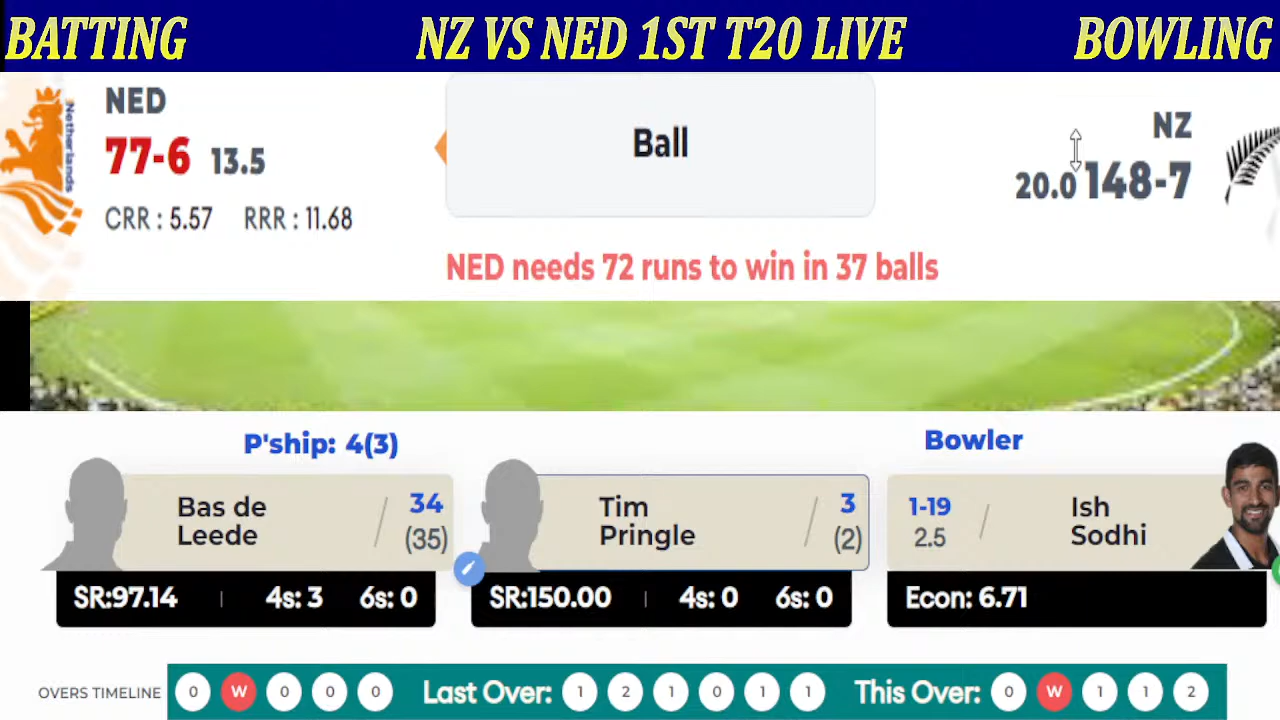 BATTING
NZ VS NED 1ST T20 LIVE
BOWLING
Netherlands
NED
77-6 13.5
CRR : 5.57 RRR : 11.68
Ball
NZ
20.0 148-7
NED needs 72 runs to win in 37 balls
P'ship: 4(3)
Bowler
Bas de
Leede
34
(35)
SR:97.14 | 4s: 3 6s: 0
Tim
Pringle
3
(2)
SR:150.00 | 4s: 0 6s: 0
1-19
2.5
Ish
Sodhi
Econ: 6.71
OVERS TIMELINE 0 W 0 0 0 Last Over: 1 2 1 0 1 1 This Over: 0 W 1 1 2